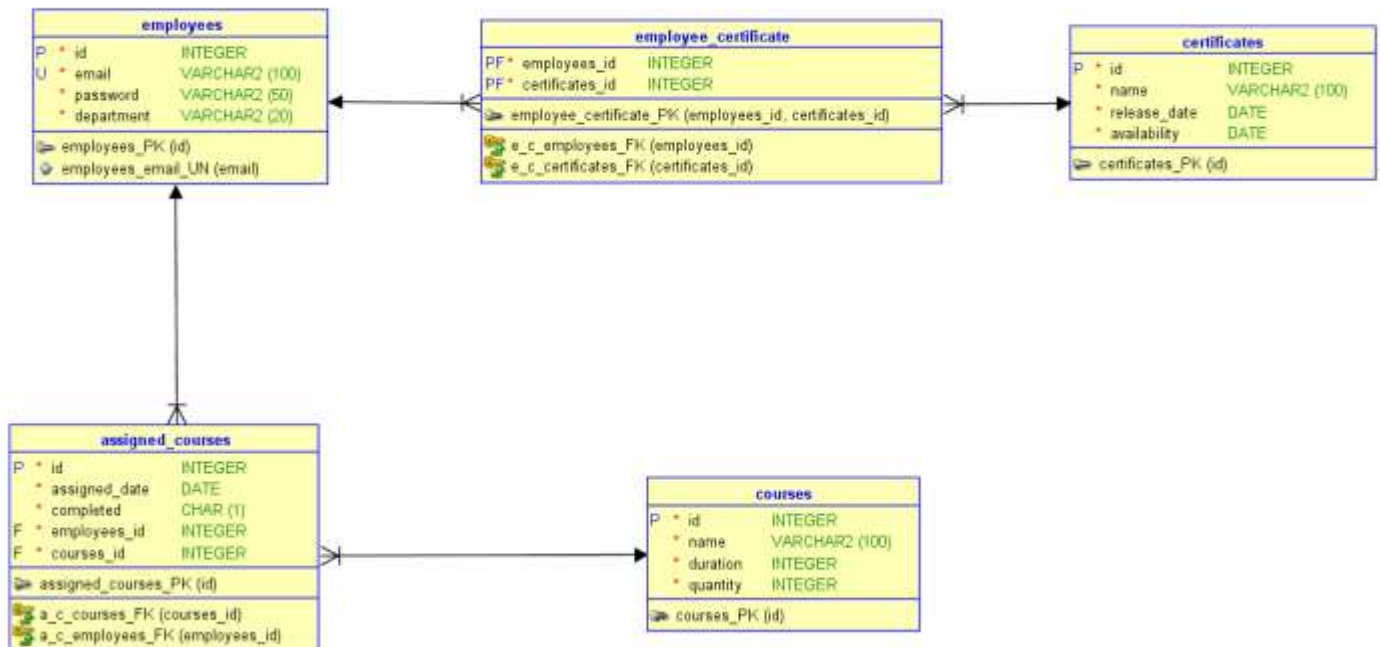 employees
P * id INTEGER
U * email VARCHAR2 (100)
* password VARCHAR2 (50)
* department VARCHAR2 (20)
employees_PK (id)
employees_email_UN (email)
employee_certificate
PF* employees_id INTEGER
PF* certificates_id INTEGER
employee_certificate_PK (employees_id, certificates_id)
e_c_employees_FK (employees_id)
e_c_certificates_FK (certificates_id)
certificates
P * id INTEGER
* name VARCHAR2 (100)
* release_date DATE
* availability DATE
certificates_PK (id)
assigned_courses
P * id INTEGER
* assigned_date DATE
* completed CHAR (1)
F * employees_id INTEGER
F * courses_id INTEGER
assigned_courses_PK (id)
a_c_courses_FK (courses_id)
a_c_employees_FK (employees_id)
courses
P * id INTEGER
* name VARCHAR2 (100)
* duration INTEGER
* quantity INTEGER
courses_PK (id)